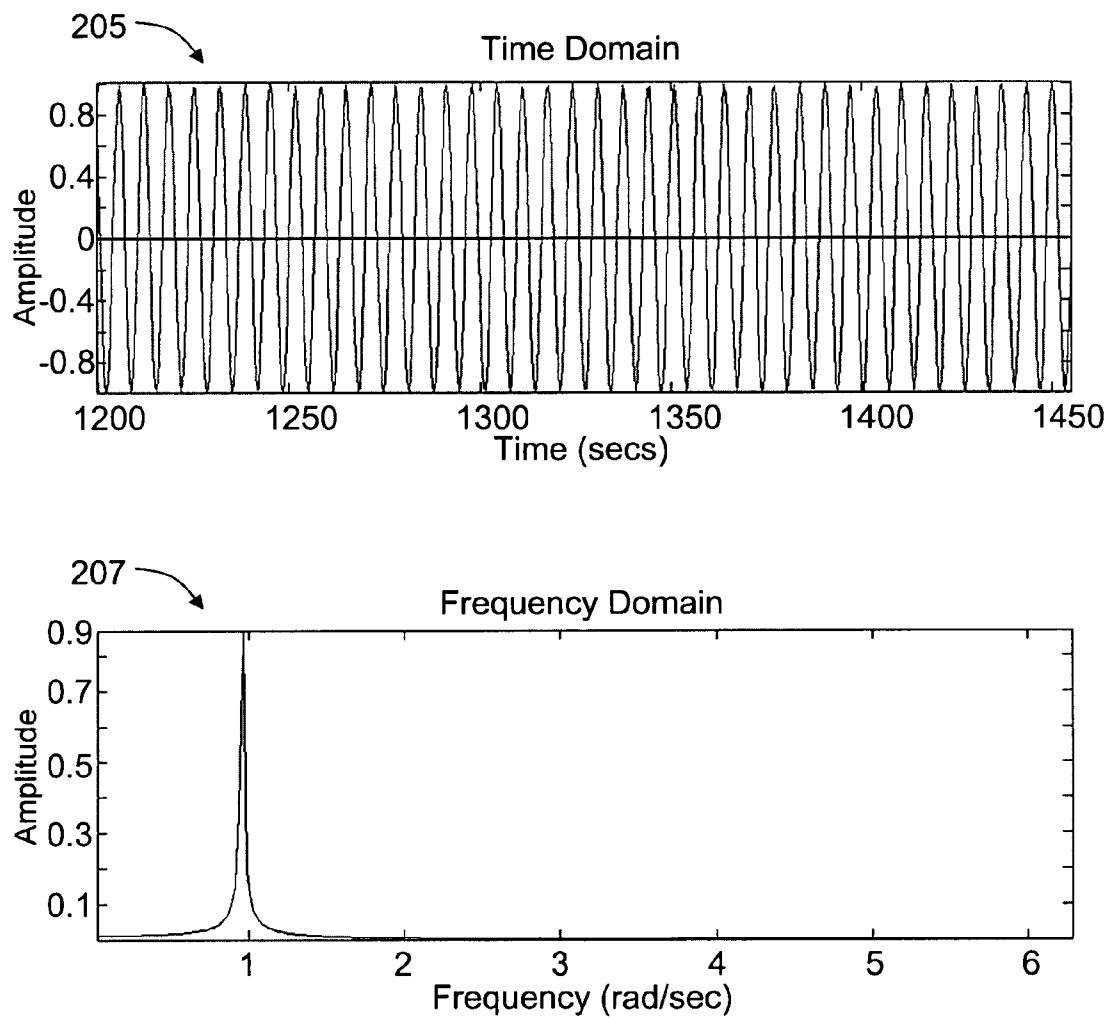 205
Time Domain
0.8
0.4
0
-0.4
-0.8
Amplitude
1200 1250 1300 1350 1400 1450
Time (secs)
207
Frequency Domain
0.9
0.7
0.5
0.3
0.1
Amplitude
1 2 3 4 5 6
Frequency (rad/sec)